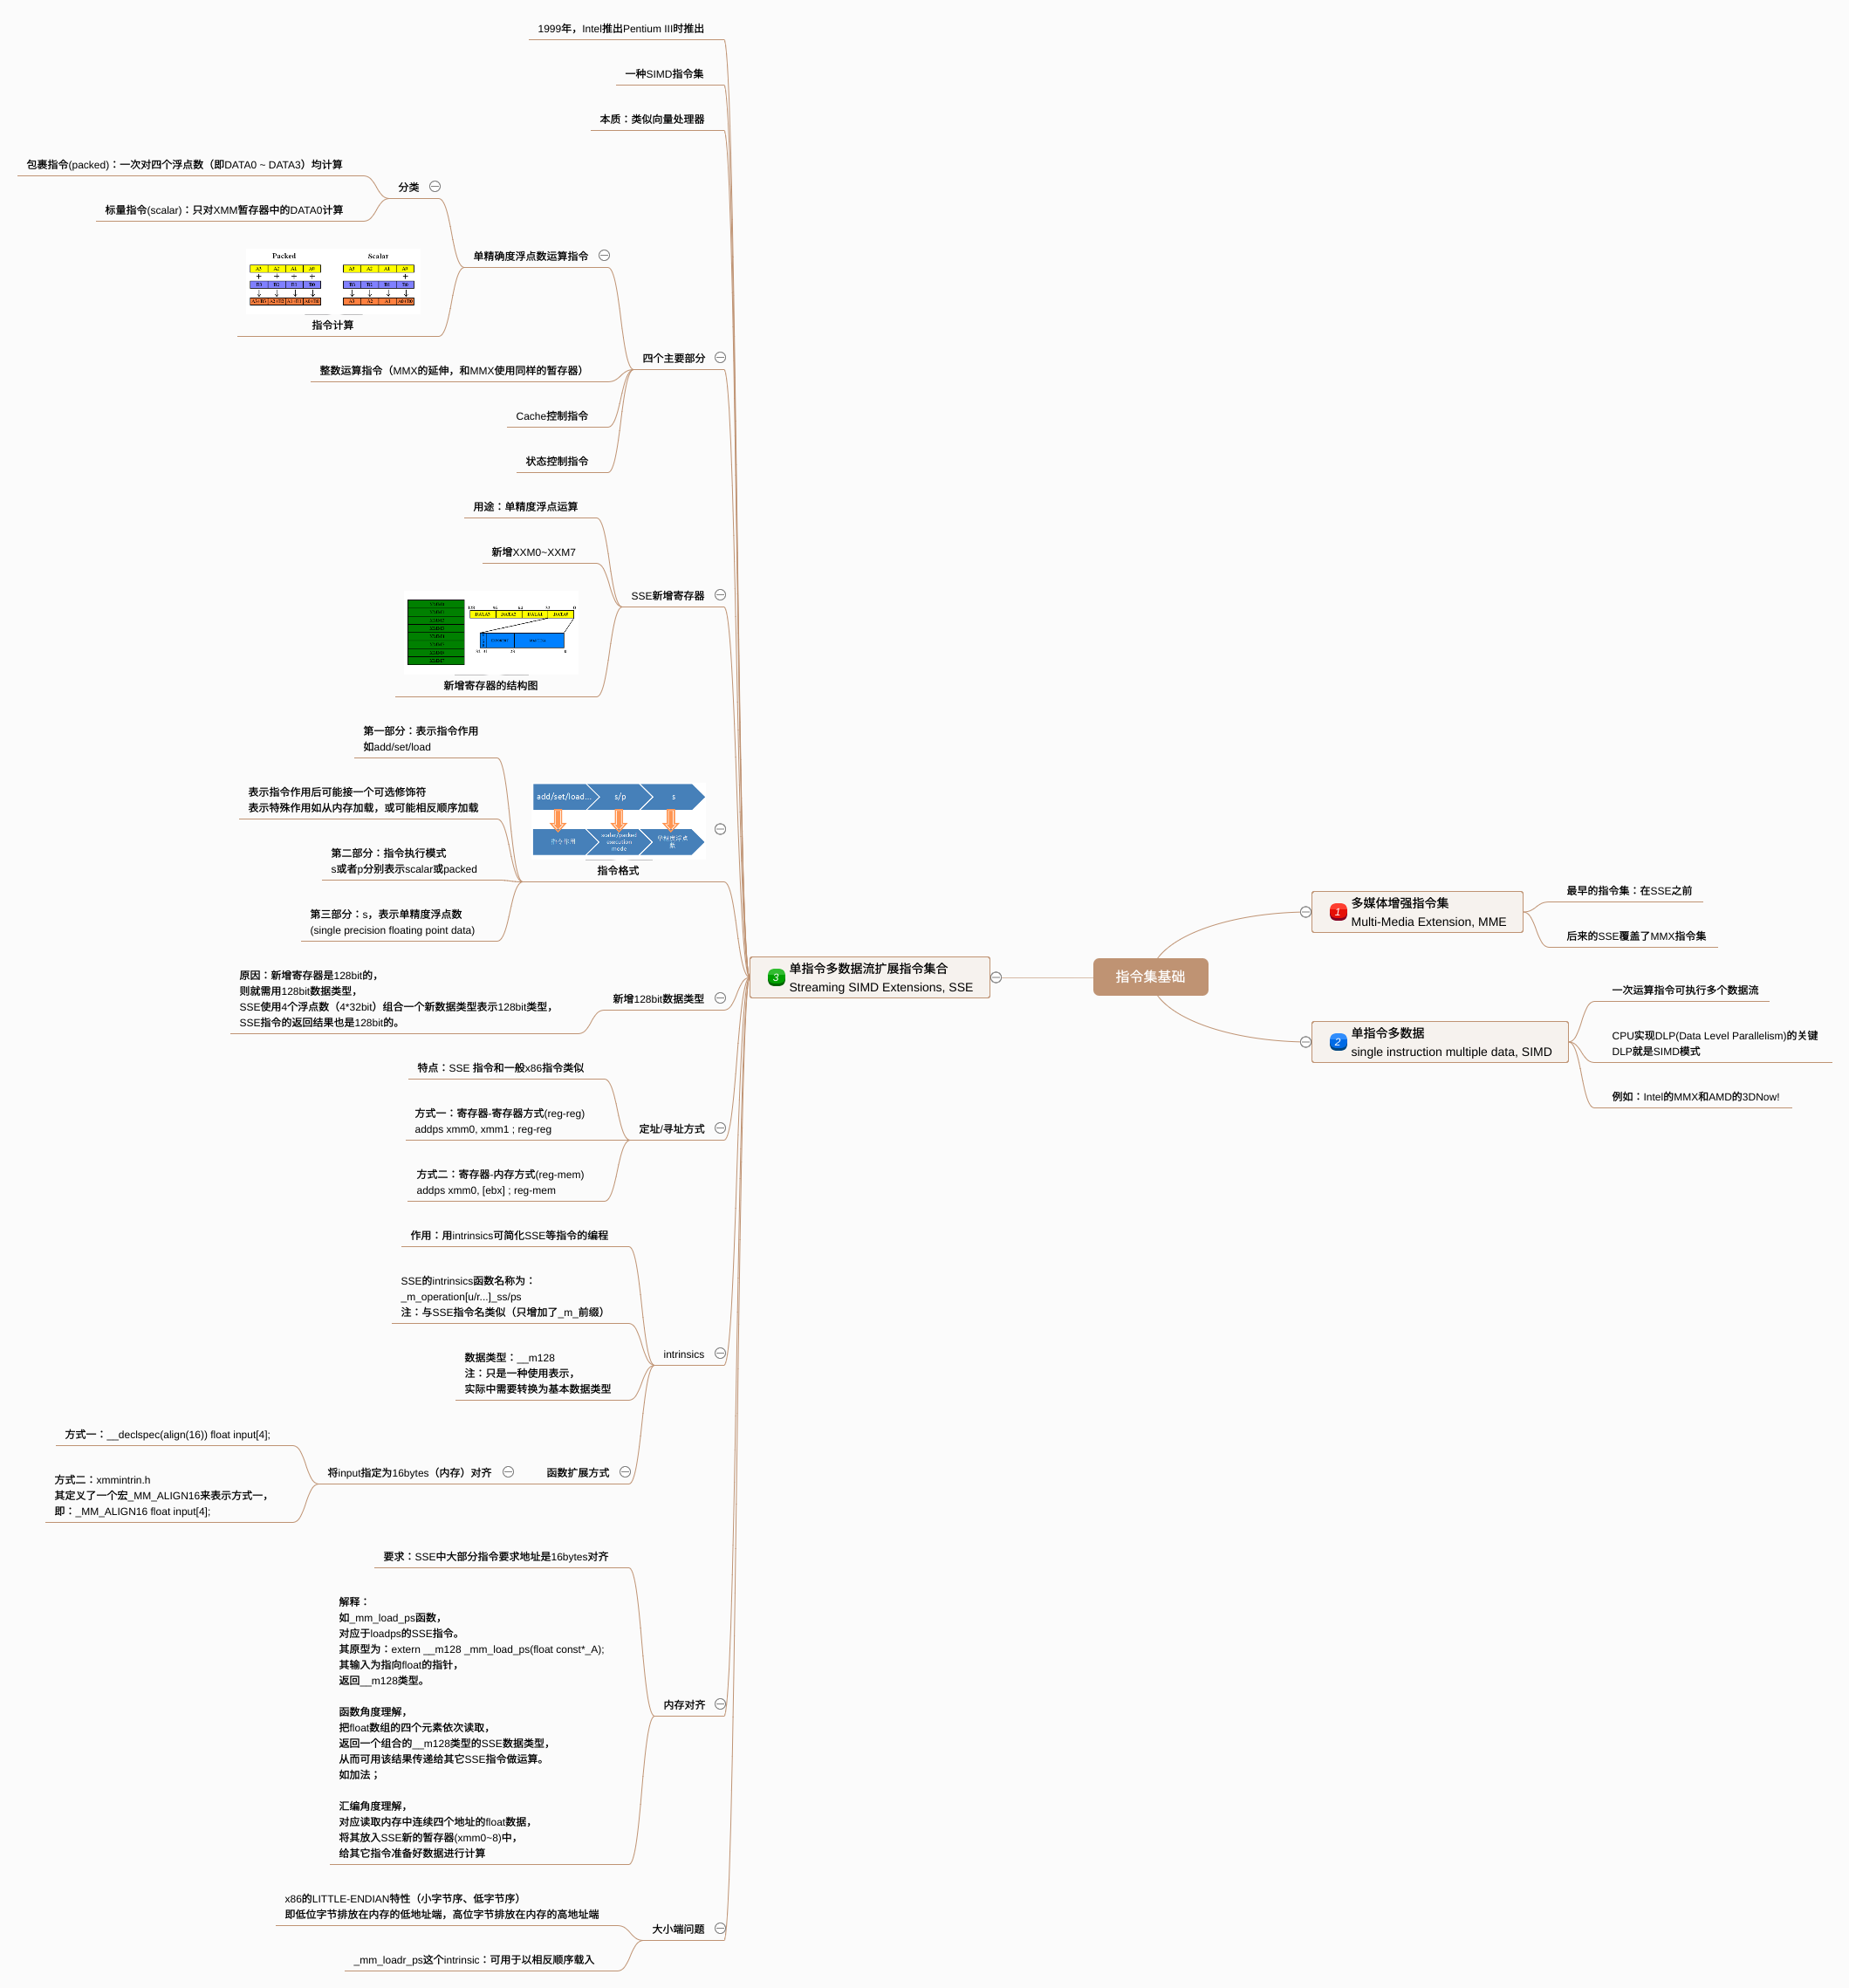 指令集基础
1
多媒体增强指令集
Multi-Media Extension, MME
最早的指令集：在SSE之前
后来的SSE覆盖了MMX指令集
2
单指令多数据
single instruction multiple data, SIMD
一次运算指令可执行多个数据流
CPU实现DLP(Data Level Parallelism)的关键
DLP就是SIMD模式
例如：Intel的MMX和AMD的3DNow!
3
单指令多数据流扩展指令集合
Streaming SIMD Extensions, SSE
1999年，Intel推出Pentium III时推出
一种SIMD指令集
本质：类似向量处理器
四个主要部分
单精确度浮点数运算指令
分类
包裹指令(packed)：一次对四个浮点数（即DATA0 ~ DATA3）均计算
标量指令(scalar)：只对XMM暂存器中的DATA0计算
Packed
Scalar
A3 A2 A1 A0
A3 A2 A1 A0
+ + + +
+
B3 B2 B1 B0
B3 B2 B1 B0
A3+B3 A2+B2 A1+B1 A0+B0
A3 A2 A1 A0+B0
指令计算
整数运算指令（MMX的延伸，和MMX使用同样的暂存器）
Cache控制指令
状态控制指令
SSE新增寄存器
用途：单精度浮点运算
新增XXM0~XXM7
DATA3 DATA2 DATA1 DATA0
新增寄存器的结构图
add/set/load... s/p s
指令作用
scalar/packed
execution
mode
单精度浮点
数
指令格式
第一部分：表示指令作用
如add/set/load
表示指令作用后可能接一个可选修饰符
表示特殊作用如从内存加载，或可能相反顺序加载
第二部分：指令执行模式
s或者p分别表示scalar或packed
第三部分：s，表示单精度浮点数
(single precision floating point data)
新增128bit数据类型
原因：新增寄存器是128bit的，
则就需用128bit数据类型，
SSE使用4个浮点数（4*32bit）组合一个新数据类型表示128bit类型，
SSE指令的返回结果也是128bit的。
定址/寻址方式
特点：SSE 指令和一般x86指令类似
方式一：寄存器-寄存器方式(reg-reg)
addps xmm0, xmm1 ; reg-reg
方式二：寄存器-内存方式(reg-mem)
addps xmm0, [ebx] ; reg-mem
intrinsics
作用：用intrinsics可简化SSE等指令的编程
SSE的intrinsics函数名称为：
_m_operation[u/r...]_ss/ps
注：与SSE指令名类似（只增加了_m_前缀）
数据类型：__m128
注：只是一种使用表示，
实际中需要转换为基本数据类型
函数扩展方式
将input指定为16bytes（内存）对齐
方式一：__declspec(align(16)) float input[4];
方式二：xmmintrin.h
其定义了一个宏_MM_ALIGN16来表示方式一，
即：_MM_ALIGN16 float input[4];
内存对齐
要求：SSE中大部分指令要求地址是16bytes对齐
解释：
如_mm_load_ps函数，
对应于loadps的SSE指令。
其原型为：extern __m128 _mm_load_ps(float const*_A);
其输入为指向float的指针，
返回__m128类型。
函数角度理解，
把float数组的四个元素依次读取，
返回一个组合的__m128类型的SSE数据类型，
从而可用该结果传递给其它SSE指令做运算。
如加法；
汇编角度理解，
对应读取内存中连续四个地址的float数据，
将其放入SSE新的暂存器(xmm0~8)中，
给其它指令准备好数据进行计算
大小端问题
x86的LITTLE-ENDIAN特性（小字节序、低字节序）
即低位字节排放在内存的低地址端，高位字节排放在内存的高地址端
_mm_loadr_ps这个intrinsic：可用于以相反顺序载入